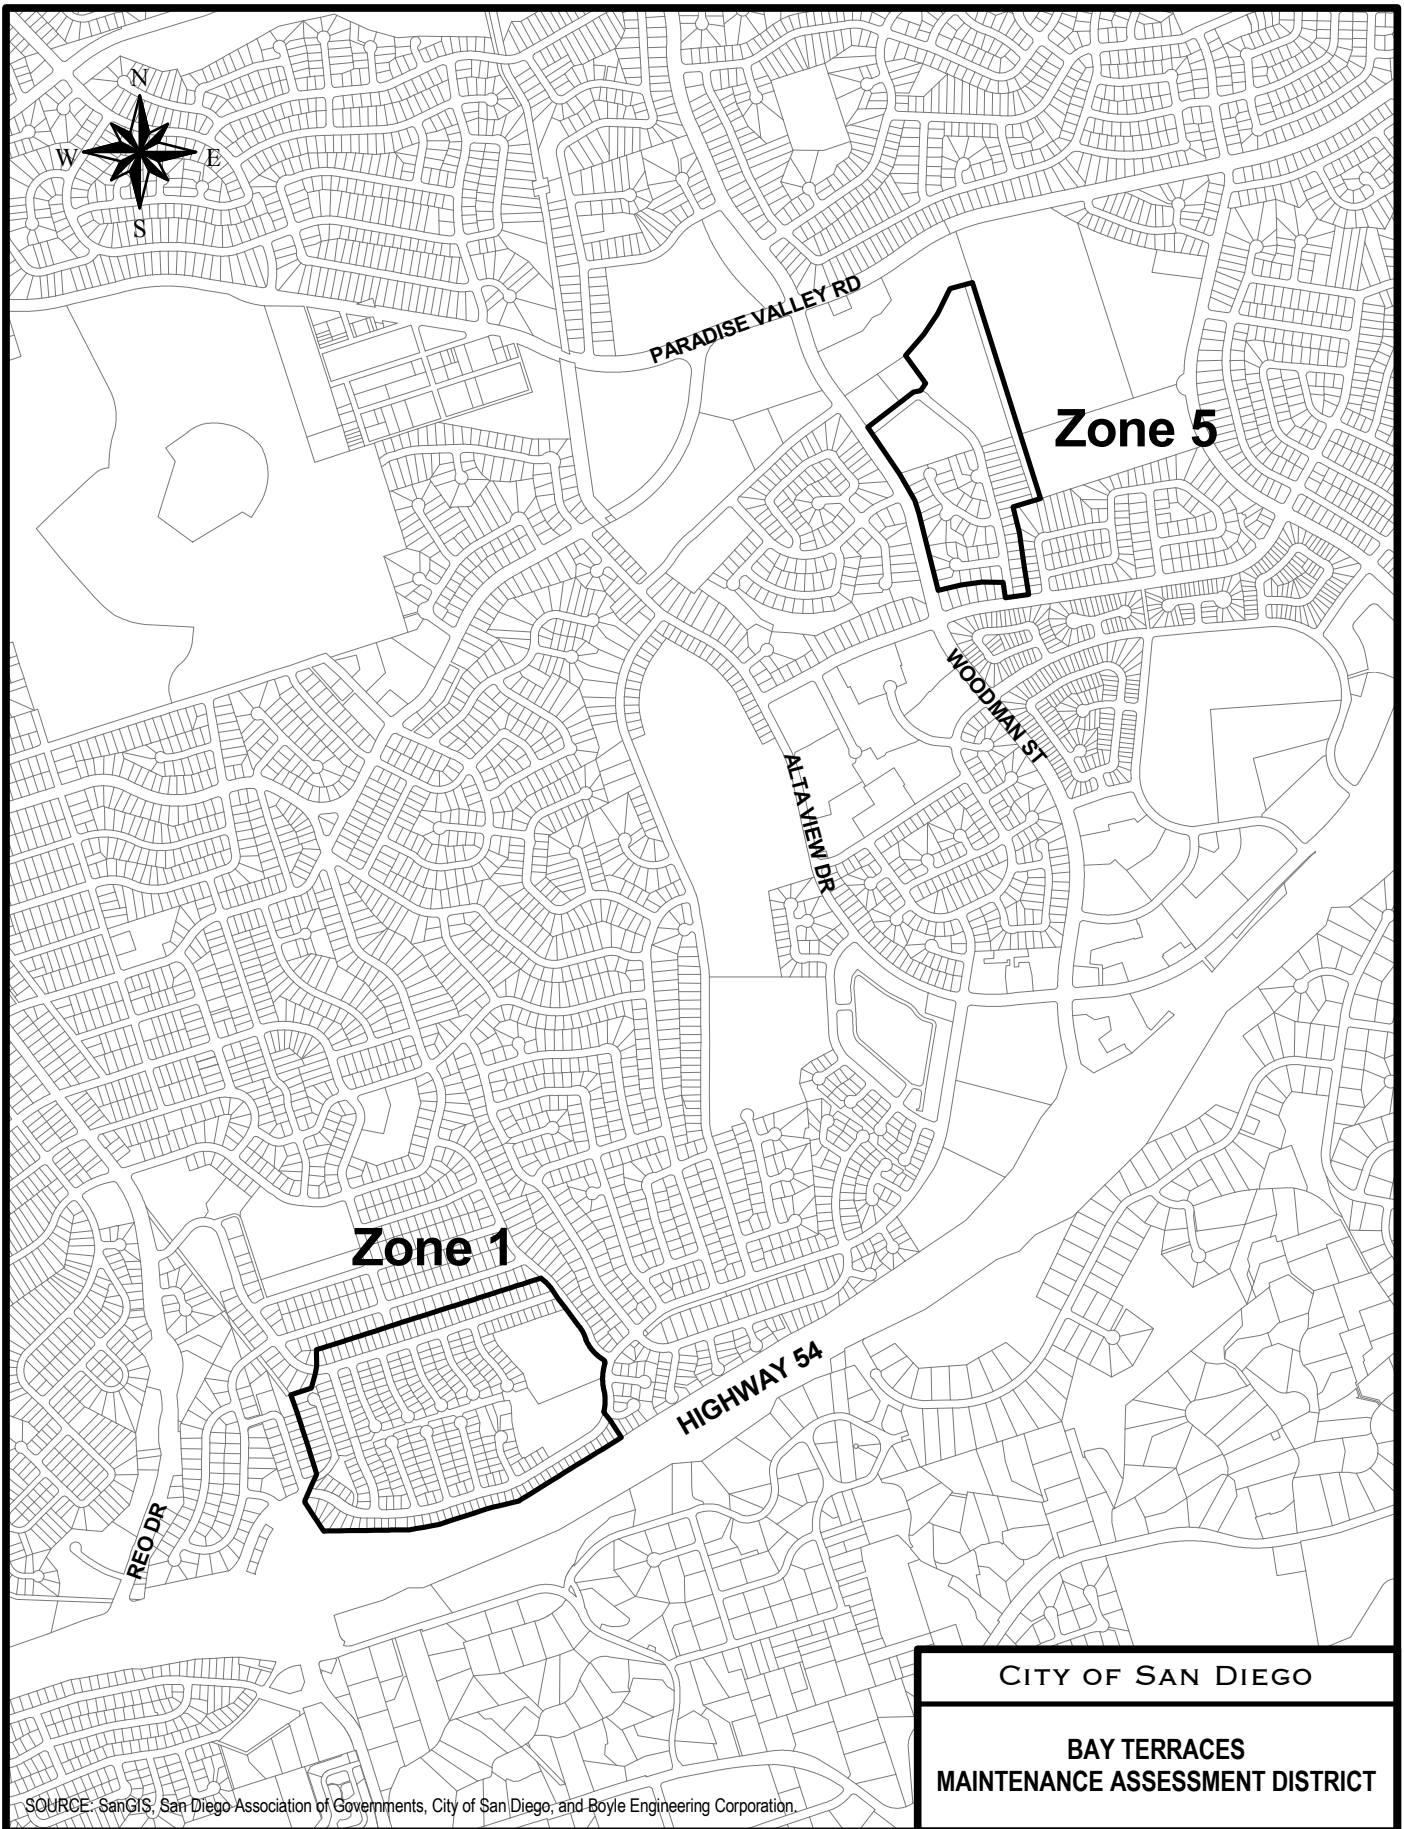 N
W E
S
PARADISE VALLEY RD
Zone 5
WOODMAN ST
ALTA VIEW DR
Zone 1
HIGHWAY 54
REO DR
CITY OF SAN DIEGO
BAY TERRACES
MAINTENANCE ASSESSMENT DISTRICT
SOURCE: SanGIS, San Diego Association of Governments, City of San Diego, and Boyle Engineering Corporation.